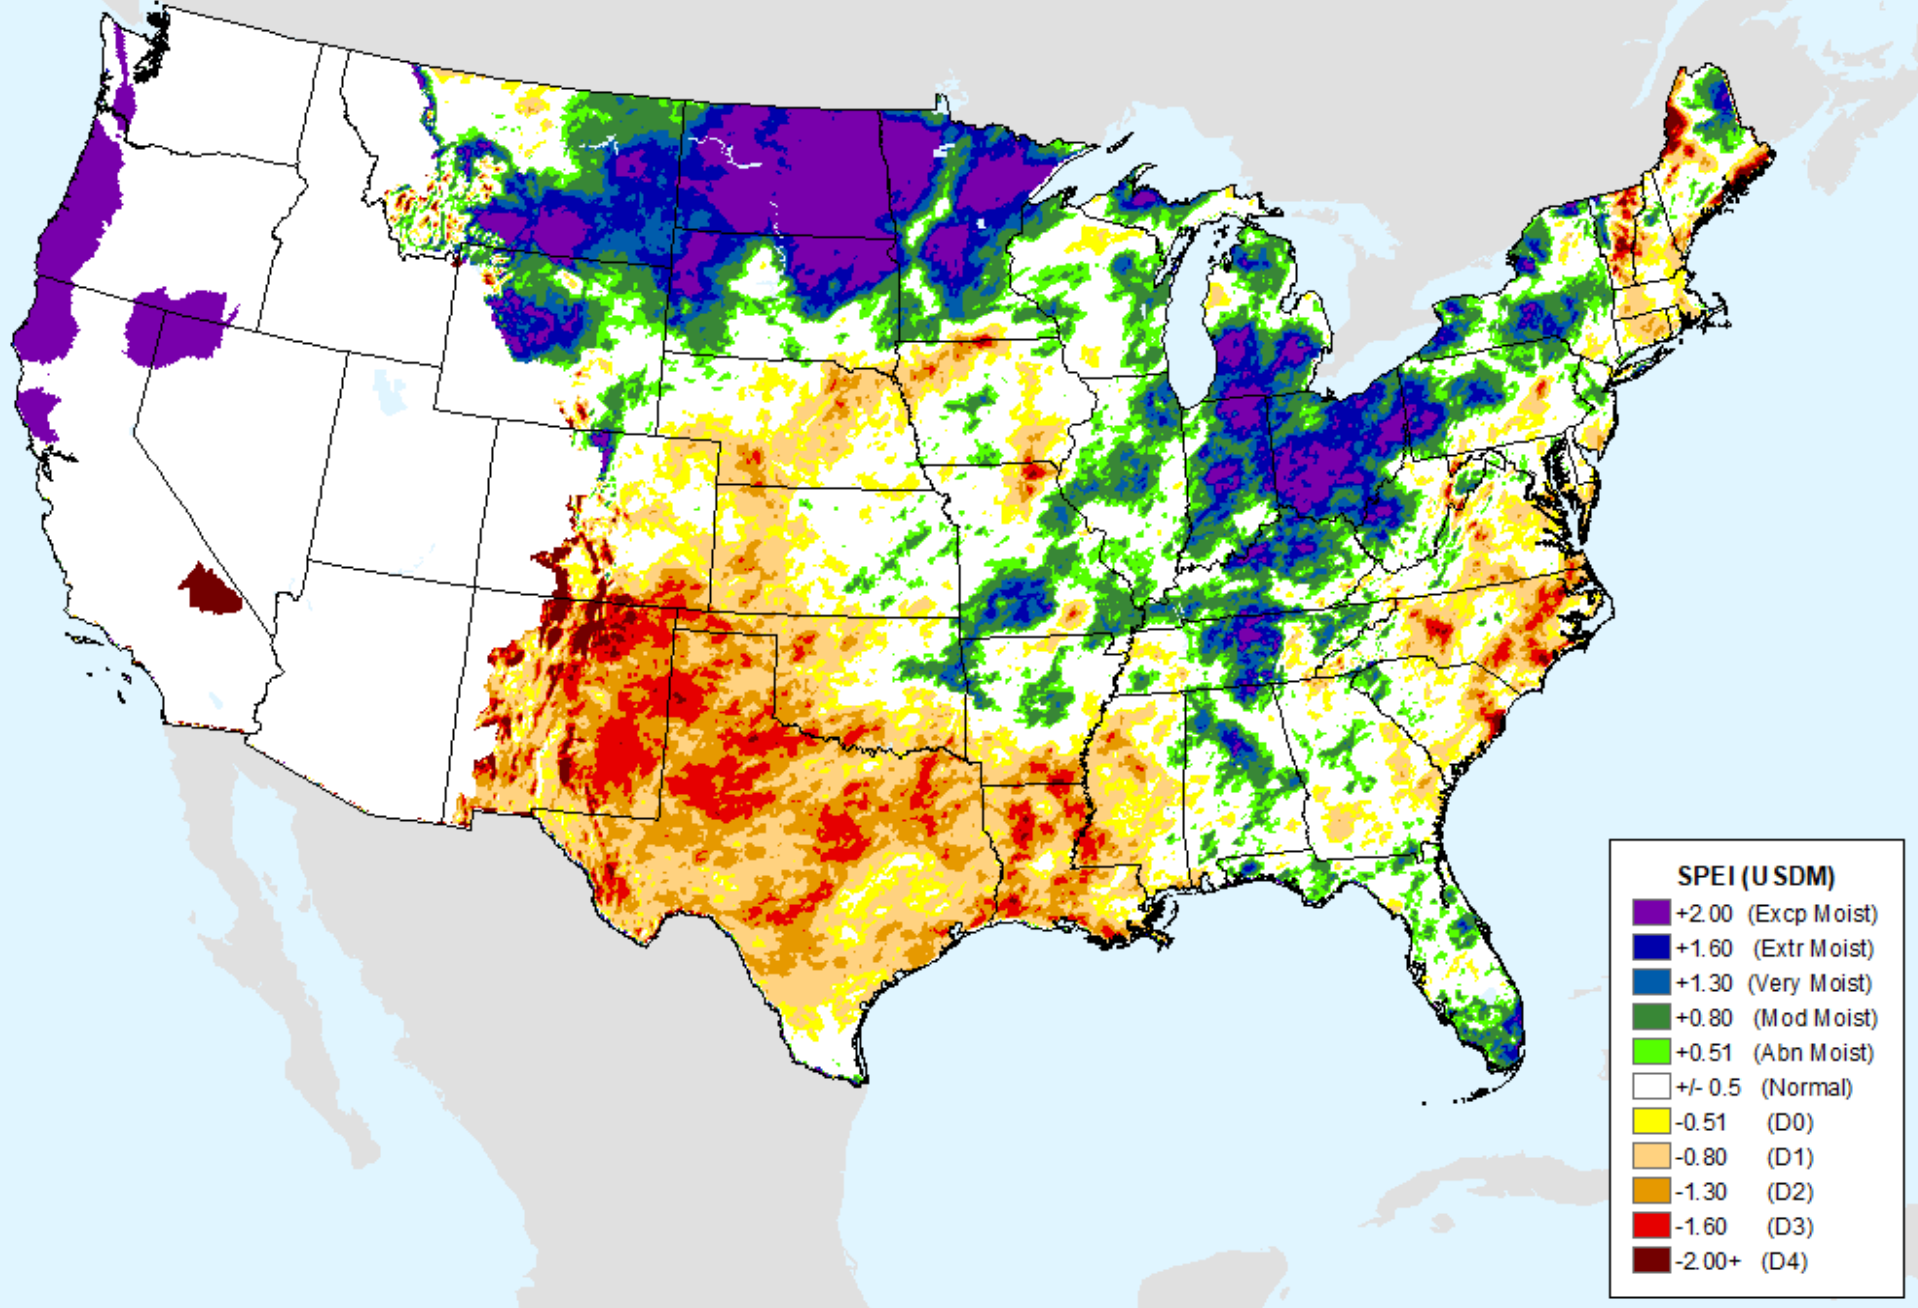 SPEI (USDM)
+2.00 (Excp Moist)
+1.60 (Extr Moist)
+1.30 (Very Moist)
+0.80 (Mod Moist)
+0.51 (Abn Moist)
+/- 0.5 (Normal)
-0.51 (D0)
-0.80 (D1)
-1.30 (D2)
-1.60 (D3)
-2.00+ (D4)